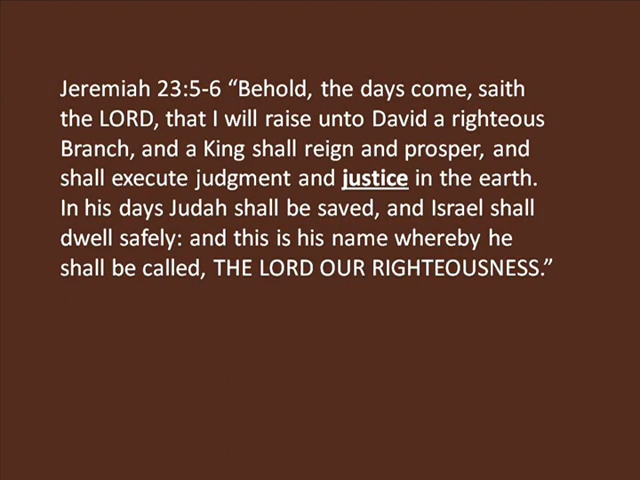 Jeremiah 23:5-6 “Behold, the days come, saith
the LORD, that I will raise unto David a righteous
Branch, and a King shall reign and prosper, and
shall execute judgment and justice in the earth.
In his days Judah shall be saved, and Israel shall
dwell safely: and this is his name whereby he
shall be called, THE LORD OUR RIGHTEOUSNESS.”